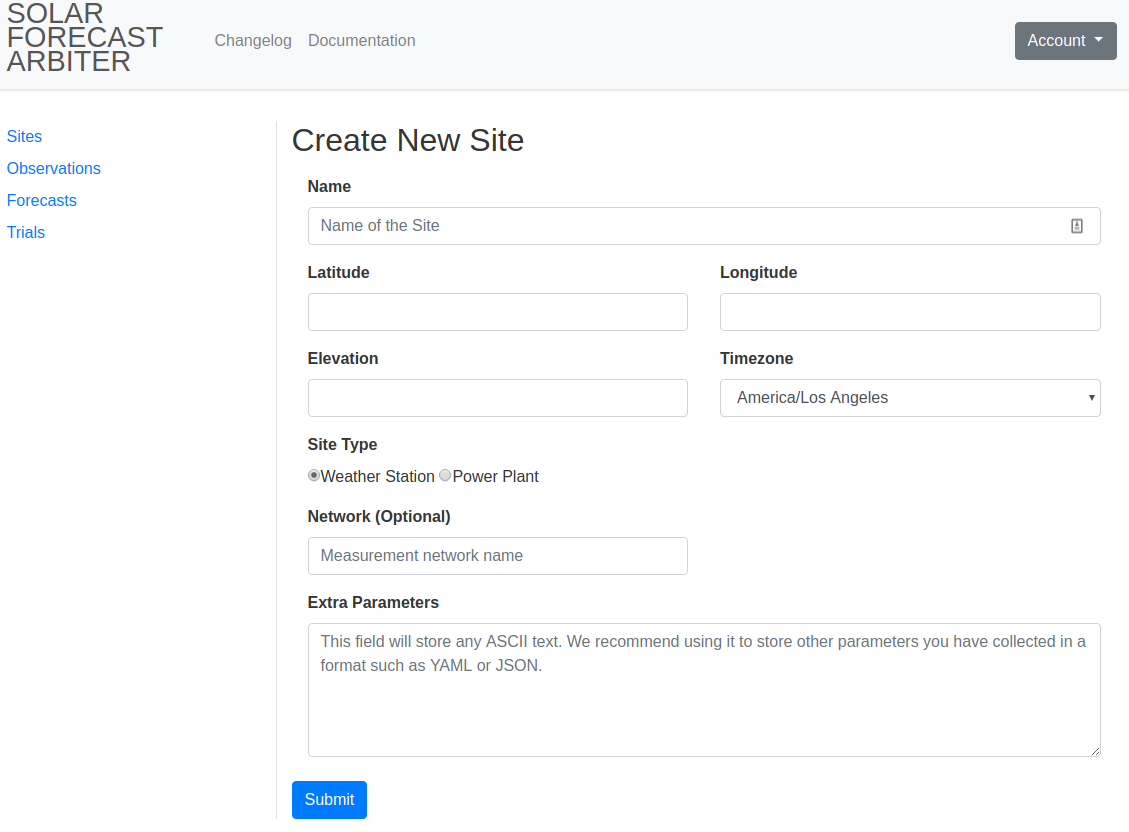 SOLAR
FORECAST
ARBITER
Changelog Documentation
Account
Sites
Observations
Forecasts
Trials
Create New Site
Name
Name of the Site
Latitude Longitude
Elevation Timezone
America/Los Angeles
Site Type
Weather Station Power Plant
Network (Optional)
Measurement network name
Extra Parameters
This field will store any ASCII text. We recommend using it to store other parameters you have collected in a
format such as YAML or JSON.
Submit